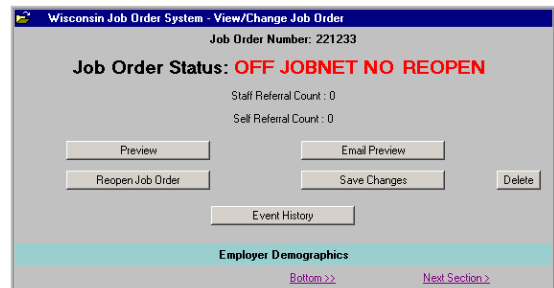 Wisconsin Job Order System - View/Change Job Order
Job Order Number: 221233
Job Order Status: OFF JOBNET NO REOPEN
Staff Referral Count : 0
Self Referral Count : 0
Preview Email Preview
Reopen Job Order Save Changes Delete
Event History
Employer Demographics
Bottom >> Next Section >